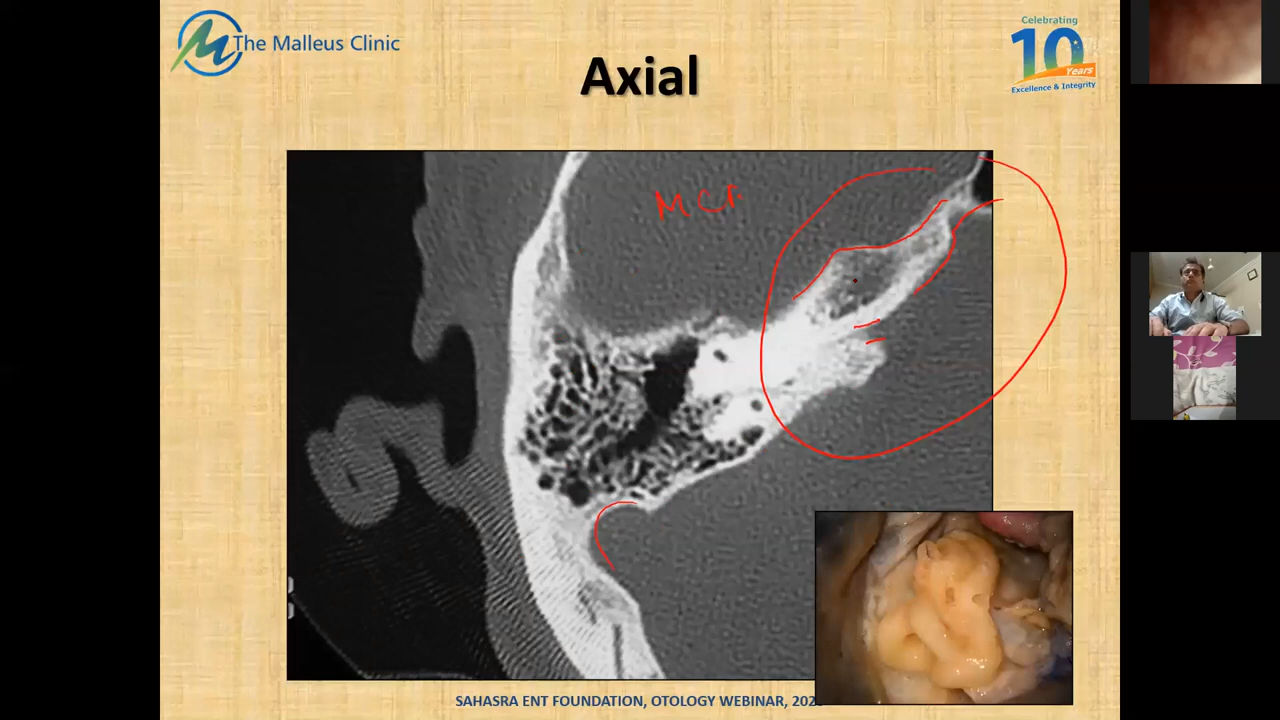 The Malleus Clinic
Celebrating
10
Years
Excellence & Integrity
Axial
MCF
SAHASRA ENT FOUNDATION, OTOLOGY WEBINAR, 202